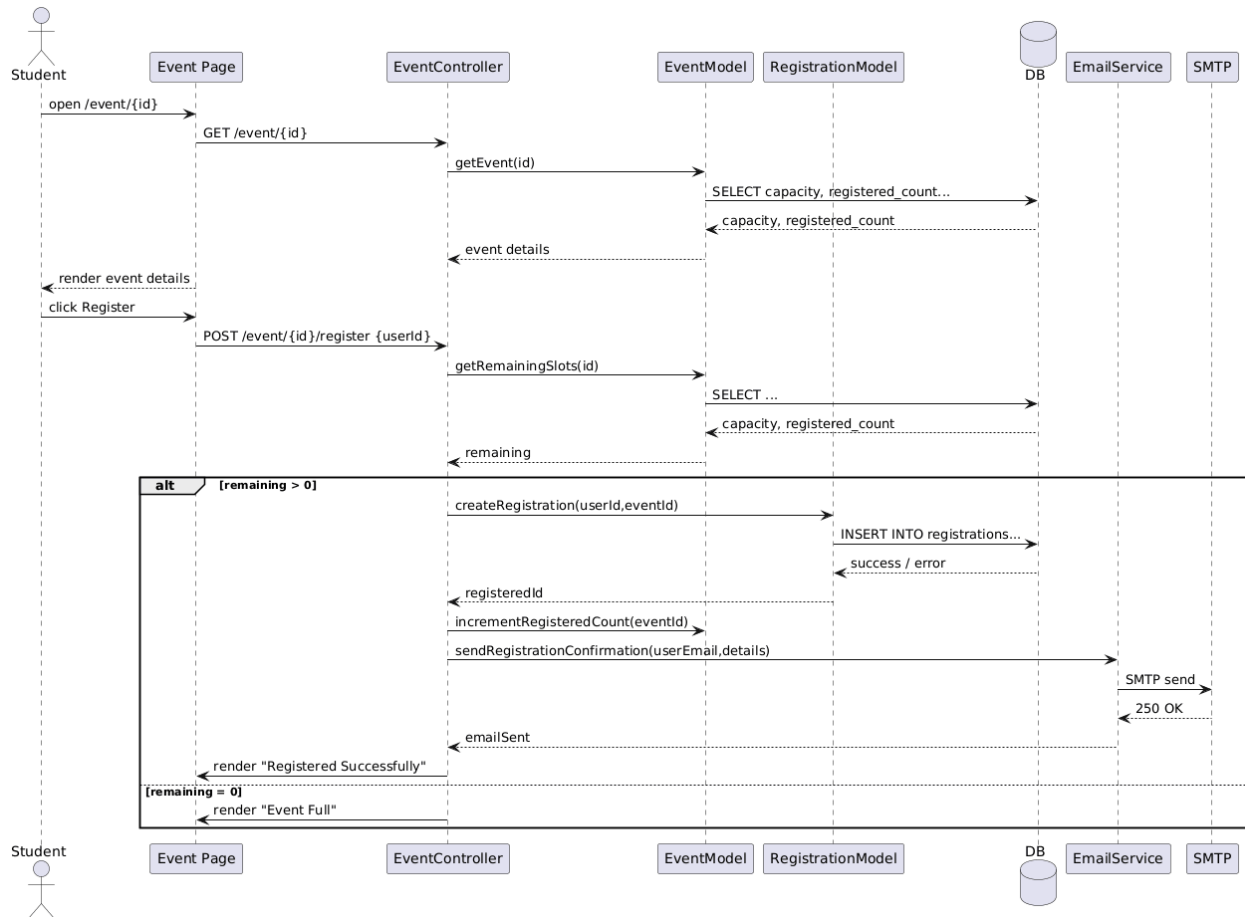 Student
Event Page
EventController
EventModel
RegistrationModel
DB
EmailService
SMTP
open /event/{id}
GET /event/{id}
getEvent(id)
SELECT capacity, registered_count...
capacity, registered_count
event details
render event details
click Register
POST /event/{id}/register {userId}
getRemainingSlots(id)
SELECT ...
capacity, registered_count
remaining
alt [remaining > 0]
createRegistration(userId,eventId)
INSERT INTO registrations...
success / error
registeredId
incrementRegisteredCount(eventId)
sendRegistrationConfirmation(userEmail,details)
SMTP send
250 OK
emailSent
render "Registered Successfully"
[remaining = 0]
render "Event Full"
Student
Event Page
EventController
EventModel
RegistrationModel
DB
EmailService
SMTP